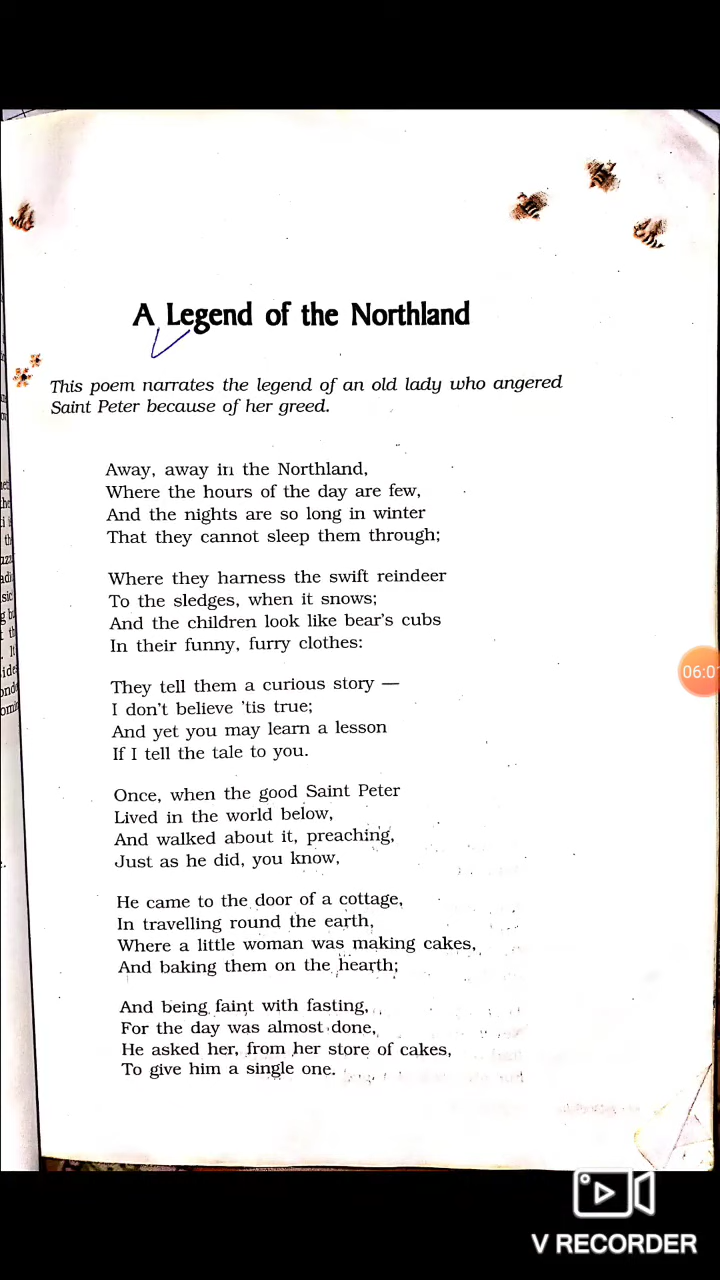 A Legend of the Northland
This poem narrates the legend of an old lady who angered
Saint Peter because of her greed.
Away, away in the Northland,
Where the hours of the day are few,
And the nights are so long in winter
That they cannot sleep them through;
Where they harness the swift reindeer
To the sledges, when it snows;
And the children look like bear's cubs
In their funny, furry clothes:
They tell them a curious story —
I don't believe 'tis true;
And yet you may learn a lesson
If I tell the tale to you.
Once, when the good Saint Peter
Lived in the world below,
And walked about it, preaching,
Just as he did, you know,
He came to the door of a cottage,
In travelling round the earth,
Where a little woman was making cakes,
And baking them on the hearth;
And being faint with fasting,
For the day was almost done,
He asked her, from her store of cakes,
To give him a single one.
06:0
V RECORDER